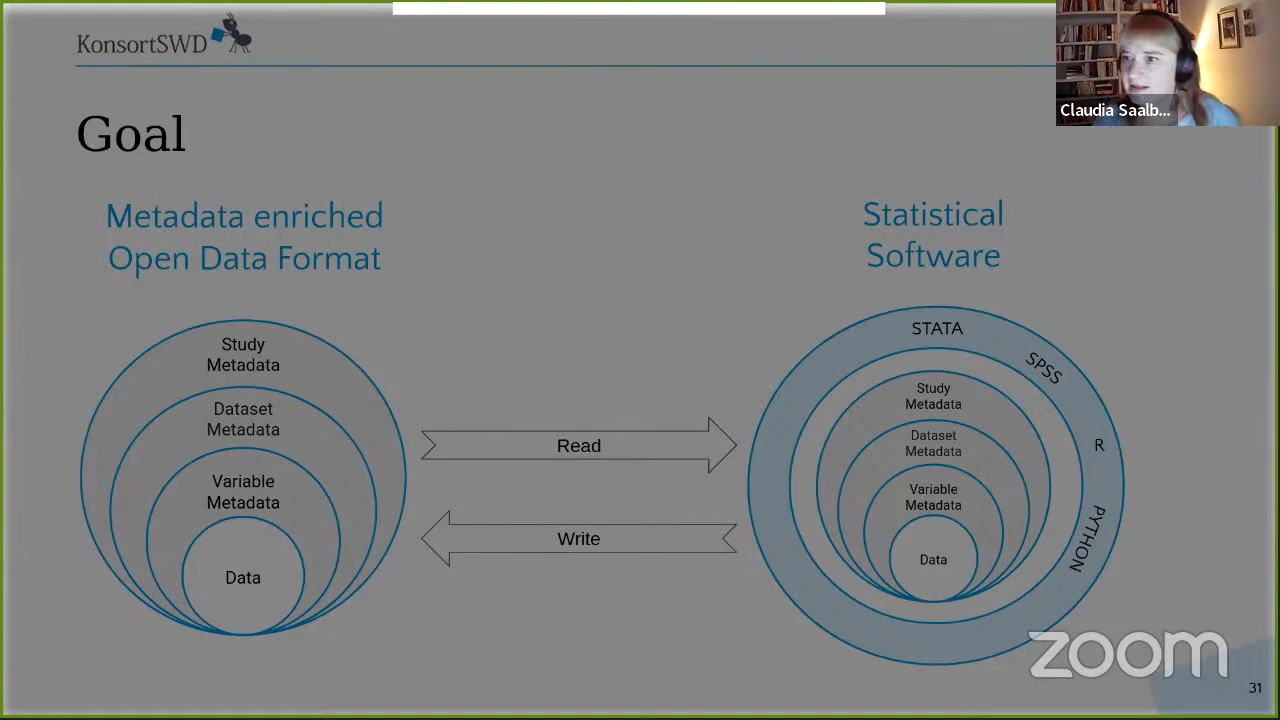 KonsortSWD
Claudia Saalb...
Goal
Metadata enriched
Open Data Format
Statistical
Software
Study
Metadata
Dataset
Metadata
Variable
Metadata
Data
Read
Write
STATA
SPSS
R
PYTHON
Study
Metadata
Dataset
Metadata
Variable
Metadata
Data
zoom
31